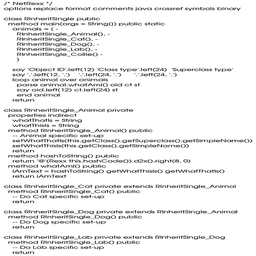 /* NetRexx */
options replace format comments java crossref symbols binary

class RInheritSingle public
method main(args = String[]) public static
animals = [ -
RInheritSingle_Animal(), -
RInheritSingle_Cat(), -
RInheritSingle_Dog(), -
RInheritSingle_Lab(), -
RInheritSingle_Collie() -
]
say 'Object ID'.left(12) 'Class type'.left(24) 'Superclass type'
say '.'.left(12, '.') '.'.left(24, '.') '.'.left(24, '.')
loop animal over animals
parse animal.whatAmI() oid ct st
say oid.left(12) ct.left(24) st
end animal
return

class RInheritSingle_Animal private
properties indirect
whatThatIs = String
whatThisIs = String
method RInheritSingle_Animal() public
-- Animal specific set-up
setWhatThatIs(this.getClass().getSuperclass().getSimpleName())
setWhatThisIs(this.getClass().getSimpleName())
return
method hashToString() public
return '@'(Rexx this.hashCode()).d2x().right(8, 0)
method whatAmI() public
IAmText = hashToString() getWhatThisIs() getWhatThatIs()
return IAmText

class RInheritSingle_Cat private extends RInheritSingle_Animal
method RInheritSingle_Cat() public
-- Do Cat specific set-up
return

class RInheritSingle_Dog private extends RInheritSingle_Animal
method RInheritSingle_Dog() public
-- Do Dog specific set-up
return

class RInheritSingle_Lab private extends RInheritSingle_Dog
method RInheritSingle_Lab() public
-- Do Lab specific set-up
return